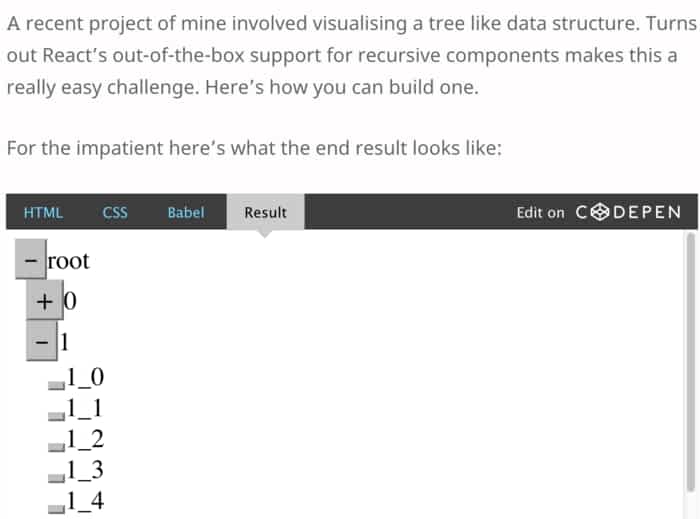 A recent project of mine involved visualising a tree like data structure. Turns
out React's out-of-the-box support for recursive components makes this a
really easy challenge. Here's how you can build one.
For the impatient here's what the end result looks like:
HTML CSS Babel Result Edit on CODEPEN
- root
+ 0
- 1
1_0
1_1
1_2
1_3
1_4